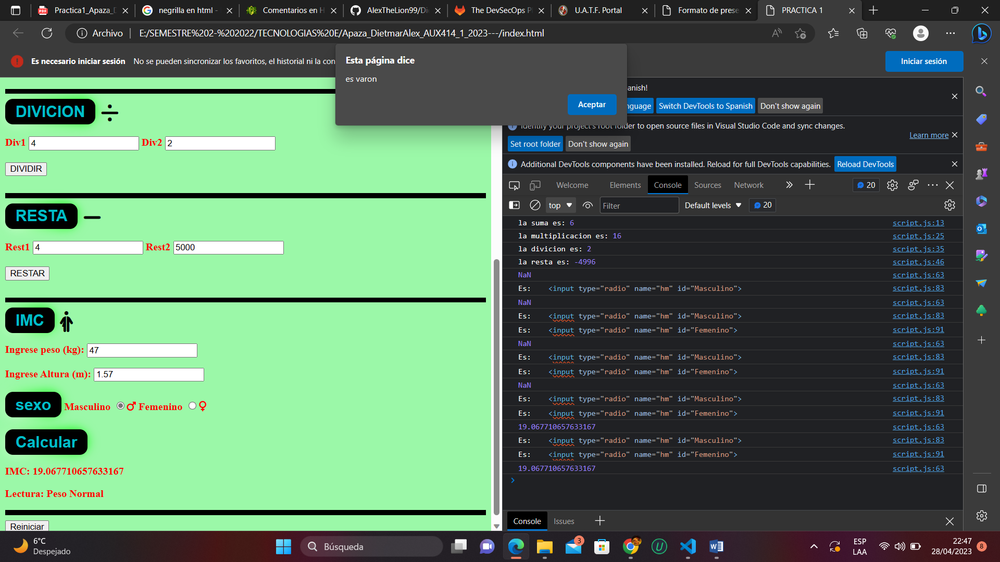 Practica1_Apaza_D
negrilla en html -
Comentarios en H
AlexTheLion99/Di
The DevSecOps Pl
U.A.T.F. Portal
Formato de prese
PRACTICA 1
Archivo
E:/SEMESTRE%202-%202022/TECNOLOGIAS%20E/Apaza_DietmarAlex_AUX414_1_2023---/index.html
Es necesario iniciar sesión No se pueden sincronizar los favoritos, el historial ni la con
Iniciar sesión
Esta página dice
es varon
Aceptar
DIVICION
Div1 4 Div2 2
DIVIDIR
RESTA
Rest1 4 Rest2 5000
RESTAR
IMC
Ingrese peso (kg): 47
Ingrese Altura (m): 1.57
sexo Masculino Femenino
Calcular
IMC: 19.067710657633167
Lectura: Peso Normal
Reiniciar
anish!
nguage Switch DevTools to Spanish Don't show again
Identify your project's root folder to open source files in Visual Studio Code and sync changes.
Set root folder Don't show again Learn more
Additional DevTools components have been installed. Reload for full DevTools capabilities. Reload DevTools
Welcome Elements Console Sources Network 20
top Filter Default levels 20
la suma es: 6 script.js:13
la multiplicacion es: 16 script.js:25
la divicion es: 2 script.js:35
la resta es: -4996 script.js:46
NaN script.js:63
Es: <input type="radio" name="hm" id="Masculino"> script.js:83
NaN script.js:63
Es: <input type="radio" name="hm" id="Masculino"> script.js:83
Es: <input type="radio" name="hm" id="Femenino"> script.js:91
NaN script.js:63
Es: <input type="radio" name="hm" id="Masculino"> script.js:83
Es: <input type="radio" name="hm" id="Femenino"> script.js:91
NaN script.js:63
Es: <input type="radio" name="hm" id="Masculino"> script.js:83
Es: <input type="radio" name="hm" id="Femenino"> script.js:91
19.067710657633167 script.js:63
Es: <input type="radio" name="hm" id="Masculino"> script.js:83
Es: <input type="radio" name="hm" id="Femenino"> script.js:91
19.067710657633167 script.js:63
Console Issues
6°C
Despejado
Búsqueda
3
ESP
LAA
22:47
28/04/2023
8